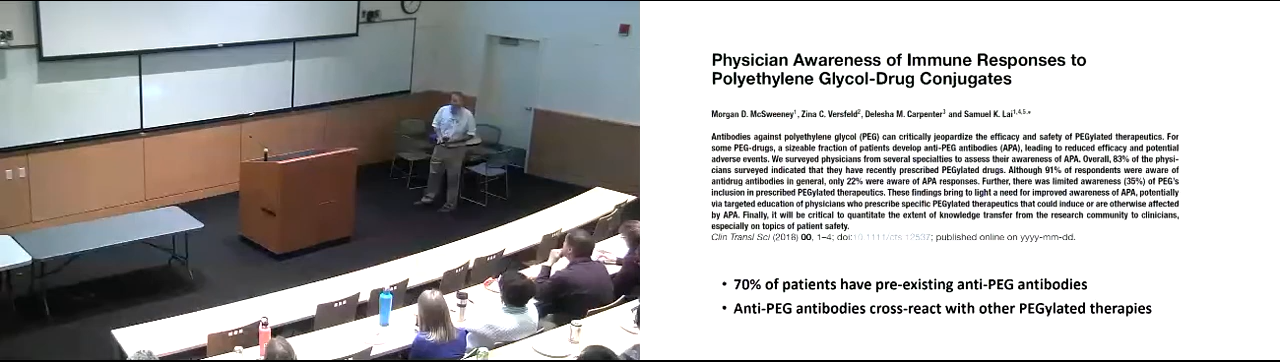 Physician Awareness of Immune Responses to
Polyethylene Glycol-Drug Conjugates
Morgan D. McSweeney¹, Zina C. Versfeld², Delesha M. Carpenter³ and Samuel K. Lai¹,⁴,⁵,*
Antibodies against polyethylene glycol (PEG) can critically jeopardize the efficacy and safety of PEGylated therapeutics. For
some PEG-drugs, a sizeable fraction of patients develop anti-PEG antibodies (APA), leading to reduced efficacy and potential
adverse events. We surveyed physicians from several specialties to assess their awareness of APA. Overall, 83% of the physi-
cians surveyed indicated that they have recently prescribed PEGylated drugs. Although 91% of respondents were aware of
antidrug antibodies in general, only 22% were aware of APA responses. Further, there was limited awareness (35%) of PEG's
inclusion in prescribed PEGylated therapeutics. These findings bring to light a need for improved awareness of APA, potentially
via targeted education of physicians who prescribe specific PEGylated therapeutics that could induce or are otherwise affected
by APA. Finally, it will be critical to quantitate the extent of knowledge transfer from the research community to clinicians,
especially on topics of patient safety.
Clin Transl Sci (2018) 00, 1–4; doi:10.1111/cts.12537; published online on yyyy-mm-dd.
• 70% of patients have pre-existing anti-PEG antibodies
• Anti-PEG antibodies cross-react with other PEGylated therapies